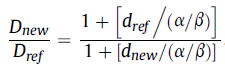 D_new / D_ref = 1 + [d_ref / (α/β)] / 1 + [d_new/(α/β)]